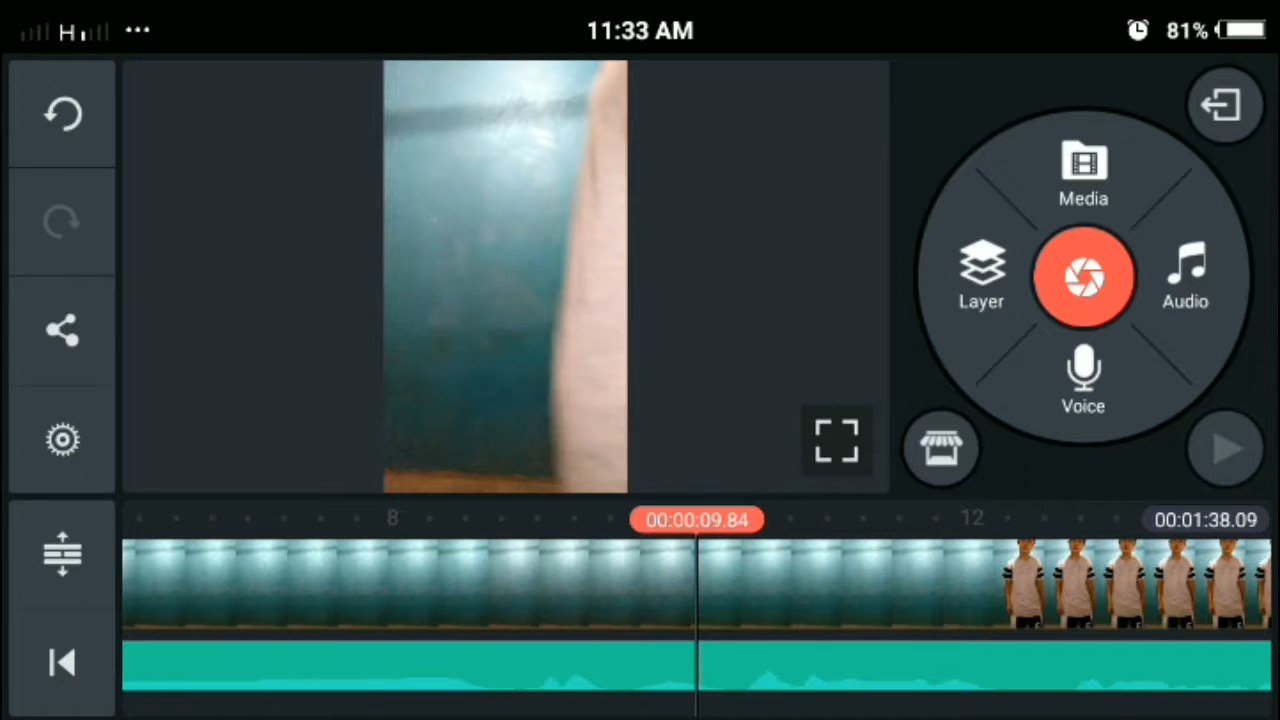 H 11:33 AM 81%
Media
Layer
Audio
Voice
8 00:00:09.84 12 00:01:38.09